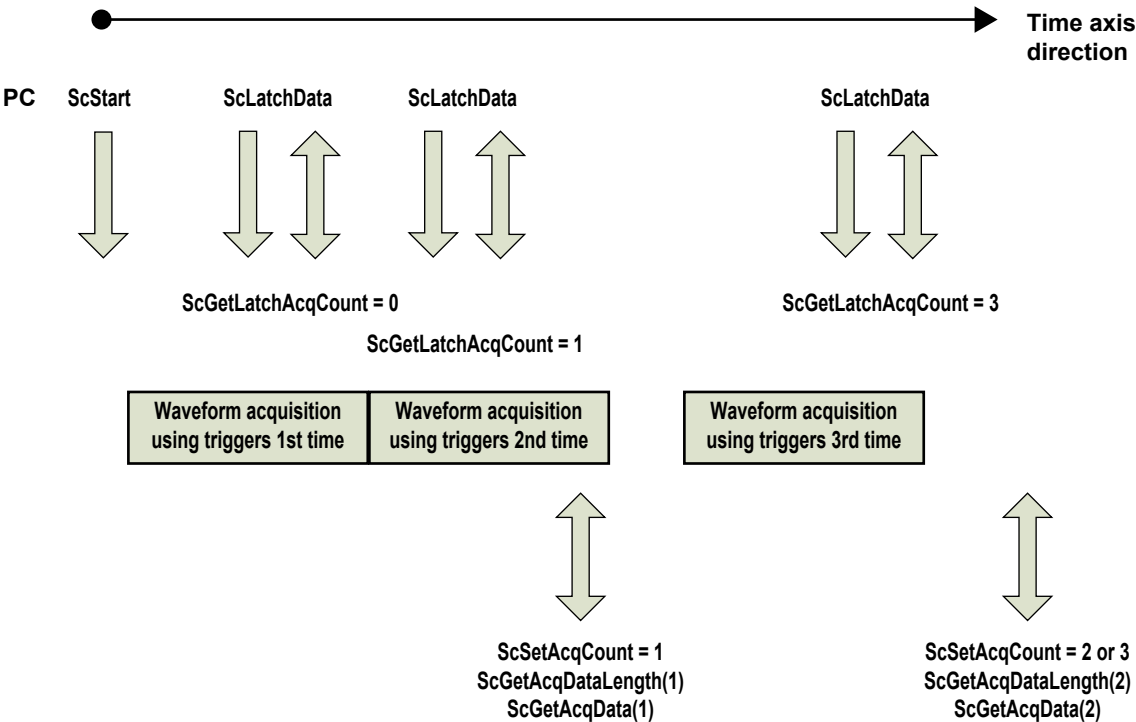 Time axis
direction
PC ScStart ScLatchData ScLatchData ScLatchData
ScGetLatchAcqCount = 0 ScGetLatchAcqCount = 3
ScGetLatchAcqCount = 1
Waveform acquisition
using triggers 1st time
Waveform acquisition
using triggers 2nd time
Waveform acquisition
using triggers 3rd time
ScSetAcqCount = 1
ScGetAcqDataLength(1)
ScGetAcqData(1)
ScSetAcqCount = 2 or 3
ScGetAcqDataLength(2)
ScGetAcqData(2)